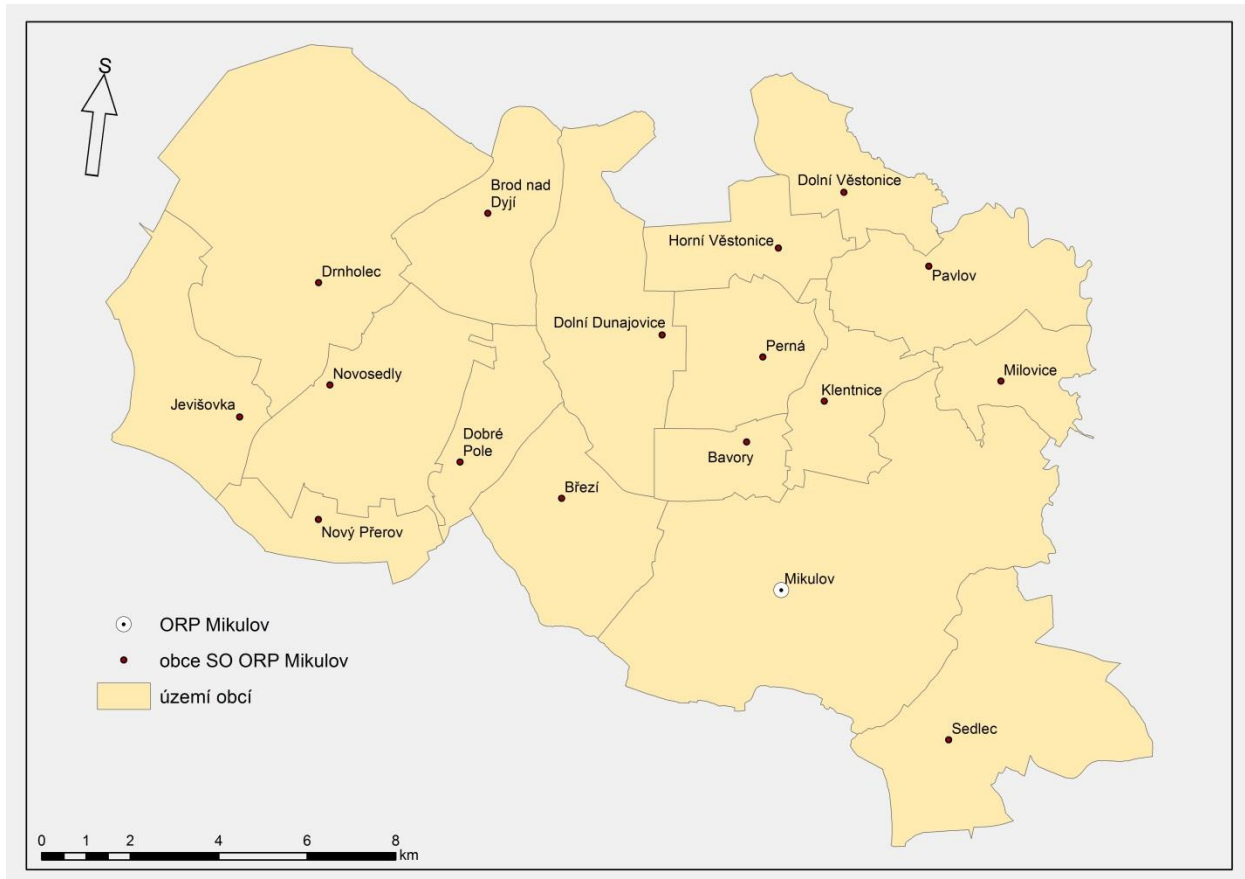 S
Dolní Věstonice
Brod nad
Dyjí
Horní Věstonice
Pavlov
Drnholec
Dolní Dunajovice
Perná
Milovice
Novosedly
Klentnice
Jevišovka
Dobré
Pole
Bavory
Březí
Nový Přerov
Mikulov
ORP Mikulov
obce SO ORP Mikulov
území obcí
Sedlec
0 1 2 4 6 8
km